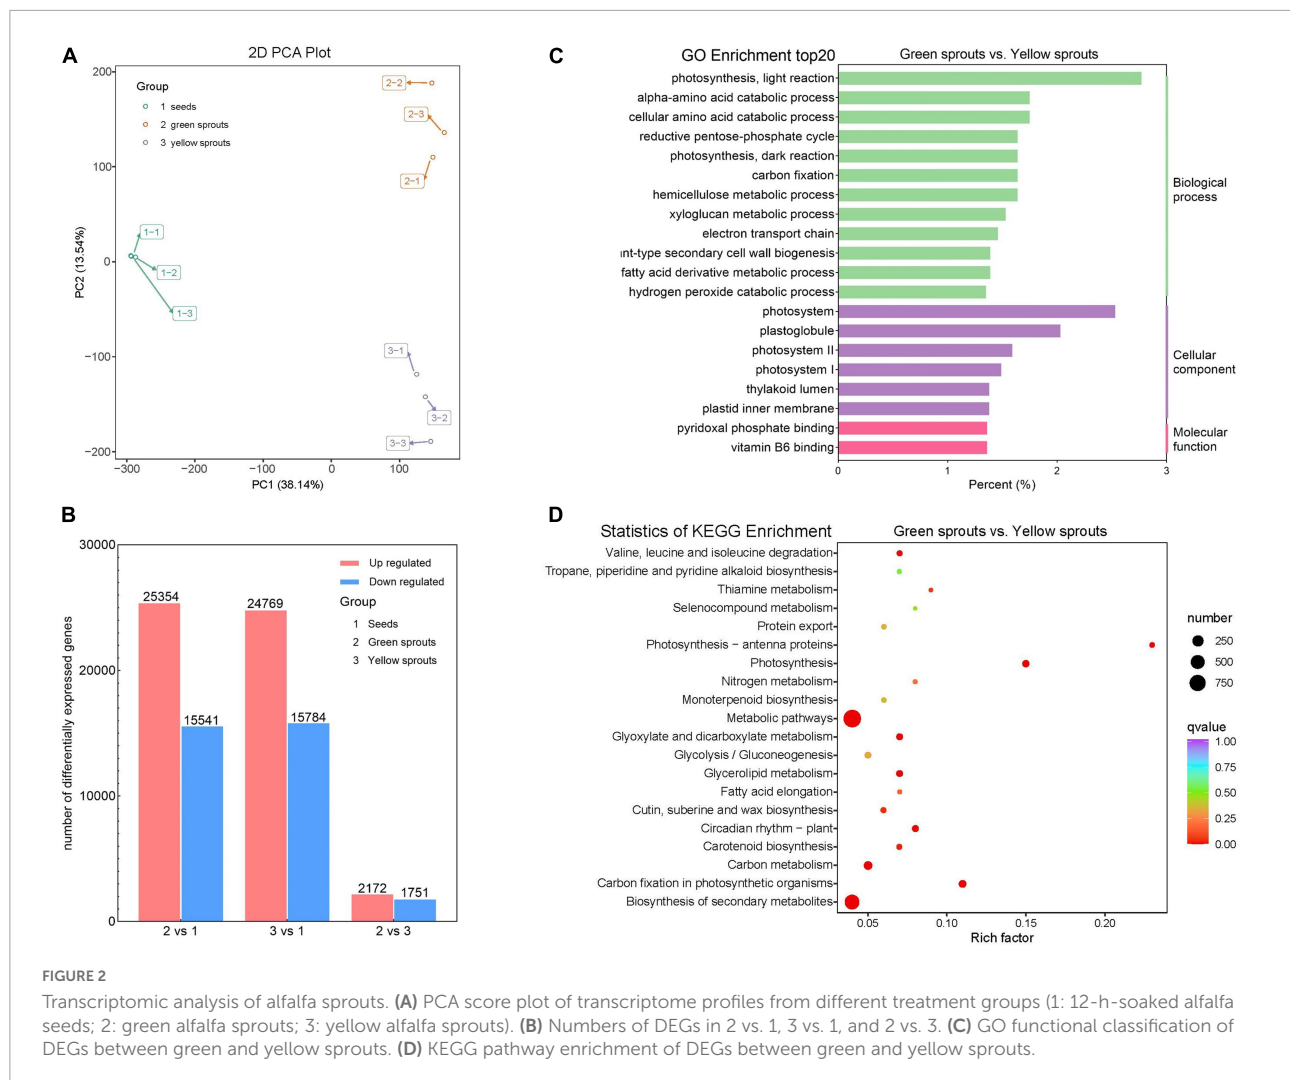 A
2D PCA Plot
Group
1 seeds
2 green sprouts
3 yellow sprouts
2−2
2−3
2−1
1−1
1−2
1−3
3−1
3−2
3−3
200
100
0
−100
−200
PC2 (13.54%)
−300
−200
−100
0
100
PC1 (38.14%)
C
GO Enrichment top20
Green sprouts vs. Yellow sprouts
photosynthesis, light reaction
alpha-amino acid catabolic process
cellular amino acid catabolic process
reductive pentose-phosphate cycle
photosynthesis, dark reaction
carbon fixation
hemicellulose metabolic process
xyloglucan metabolic process
electron transport chain
ınt-type secondary cell wall biogenesis
fatty acid derivative metabolic process
hydrogen peroxide catabolic process
photosystem
plastoglobule
photosystem II
photosystem I
thylakoid lumen
plastid inner membrane
pyridoxal phosphate binding
vitamin B6 binding
Biological
process
Cellular
component
Molecular
function
0
1
2
3
Percent (%)
B
30000
20000
10000
0
number of differentially expressed genes
25354
15541
24769
15784
2172
1751
Up regulated
Down regulated
Group
1 Seeds
2 Green sprouts
3 Yellow sprouts
2 vs 1
3 vs 1
2 vs 3
D
Statistics of KEGG Enrichment
Green sprouts vs. Yellow sprouts
Valine, leucine and isoleucine degradation
Tropane, piperidine and pyridine alkaloid biosynthesis
Thiamine metabolism
Selenocompound metabolism
Protein export
Photosynthesis − antenna proteins
Photosynthesis
Nitrogen metabolism
Monoterpenoid biosynthesis
Metabolic pathways
Glyoxylate and dicarboxylate metabolism
Glycolysis / Gluconeogenesis
Glycerolipid metabolism
Fatty acid elongation
Cutin, suberine and wax biosynthesis
Circadian rhythm − plant
Carotenoid biosynthesis
Carbon metabolism
Carbon fixation in photosynthetic organisms
Biosynthesis of secondary metabolites
0.05
0.10
0.15
0.20
Rich factor
number
250
500
750
qvalue
1.00
0.75
0.50
0.25
0.00
FIGURE 2
Transcriptomic analysis of alfalfa sprouts. (A) PCA score plot of transcriptome profiles from different treatment groups (1: 12-h-soaked alfalfa
seeds; 2: green alfalfa sprouts; 3: yellow alfalfa sprouts). (B) Numbers of DEGs in 2 vs. 1, 3 vs. 1, and 2 vs. 3. (C) GO functional classification of
DEGs between green and yellow sprouts. (D) KEGG pathway enrichment of DEGs between green and yellow sprouts.